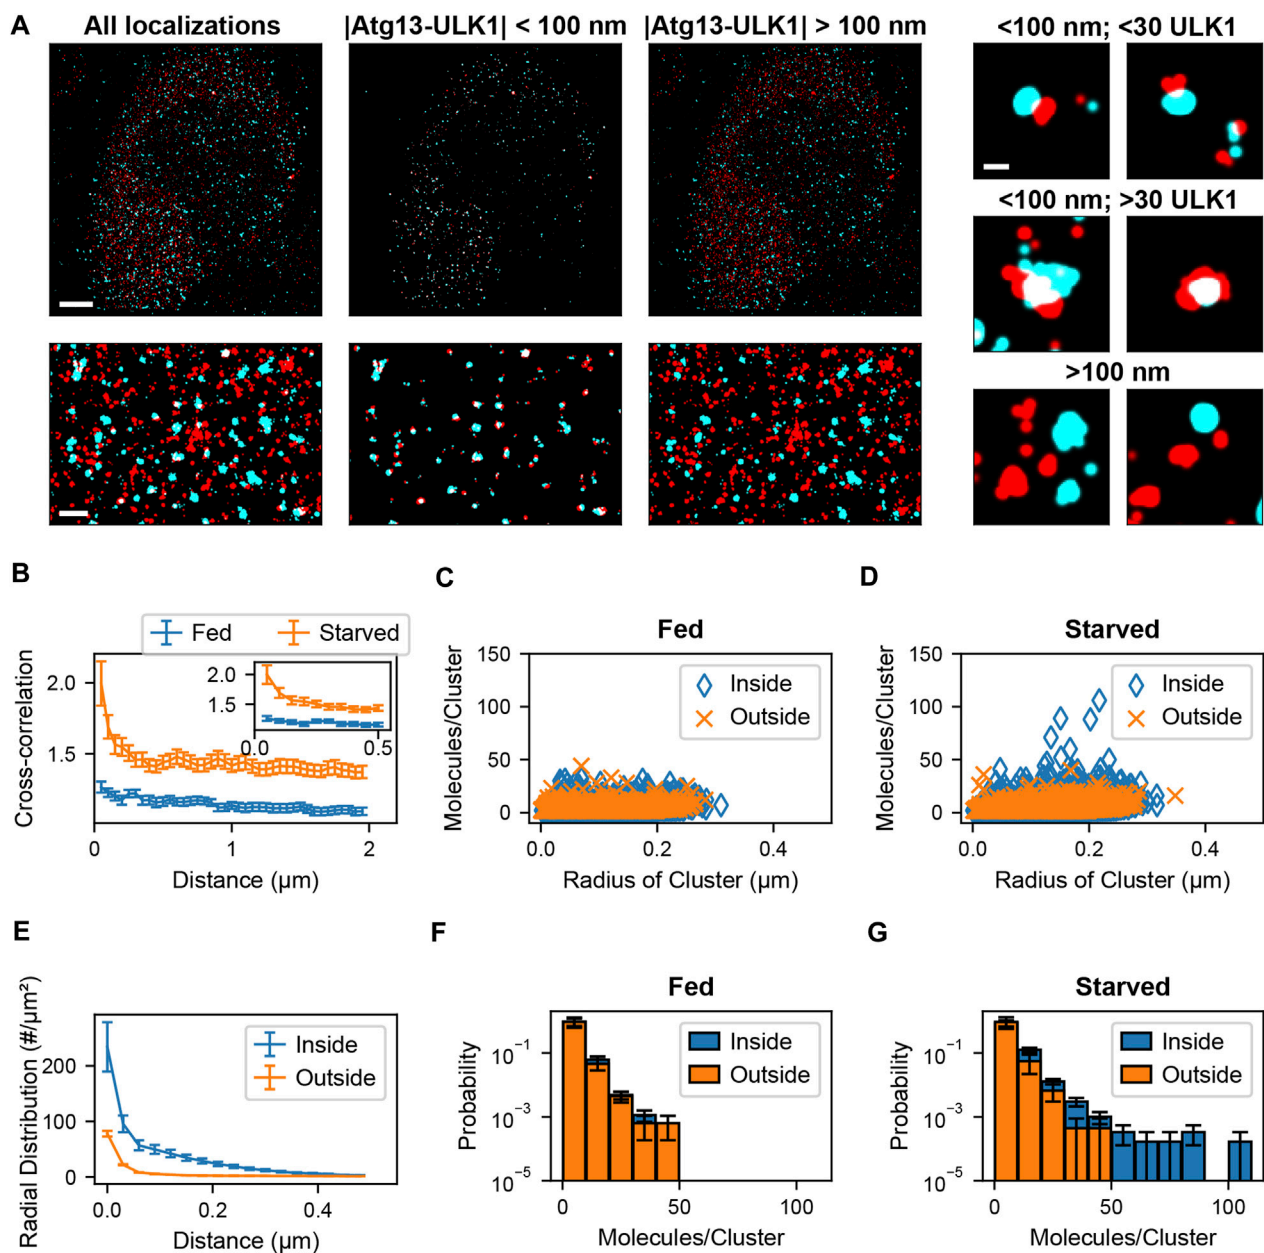 A
All localizations
|Atg13-ULK1| < 100 nm
|Atg13-ULK1| > 100 nm
<100 nm; <30 ULK1
<100 nm; >30 ULK1
>100 nm
B
Fed
Starved
Cross-correlation
2.0
1.5
2.0
1.5
0.0
0.5
0
1
2
Distance (μm)
C
Fed
Molecules/Cluster
150
100
50
0
Inside
Outside
0.0
0.2
0.4
Radius of Cluster (μm)
D
Starved
Molecules/Cluster
150
100
50
0
Inside
Outside
0.0
0.2
0.4
Radius of Cluster (μm)
E
Radial Distribution (#/μm²)
200
100
0
Inside
Outside
0.0
0.2
0.4
Distance (μm)
F
Fed
Probability
10⁻¹
10⁻³
10⁻⁵
Inside
Outside
0
50
100
Molecules/Cluster
G
Starved
Probability
10⁻¹
10⁻³
10⁻⁵
Inside
Outside
0
50
100
Molecules/Cluster